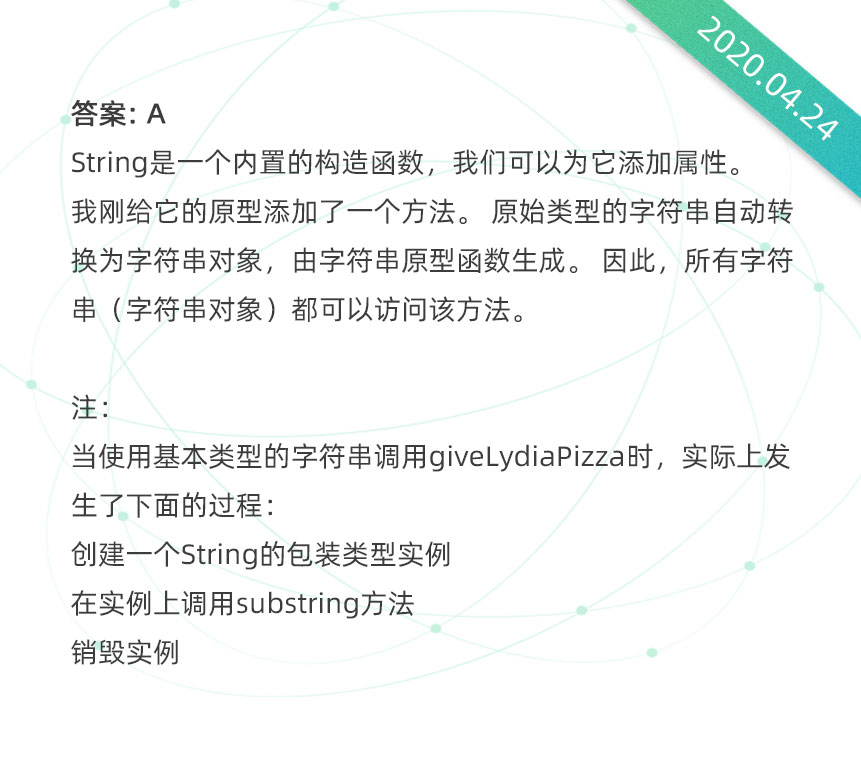 2020.04.24
答案: A
String是一个内置的构造函数，我们可以为它添加属性。
我刚给它的原型添加了一个方法。 原始类型的字符串自动转
换为字符串对象，由字符串原型函数生成。 因此，所有字符
串（字符串对象）都可以访问该方法。
注：
当使用基本类型的字符串调用giveLydiaPizza时，实际上发
生了下面的过程：
创建一个String的包装类型实例
在实例上调用substring方法
销毁实例